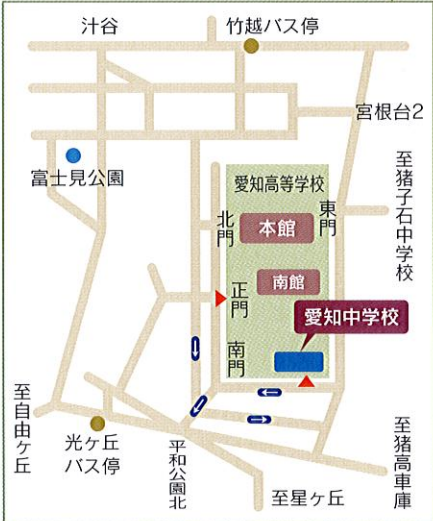 汁谷
竹越バス停
宮根台2
富士見公園
至猪子石中学校
愛知高等学校
北門
本館
東門
南館
正門
愛知中学校
南門
至自由ヶ丘
光ヶ丘
バス停
平和公園北
至星ヶ丘
至猪高車庫